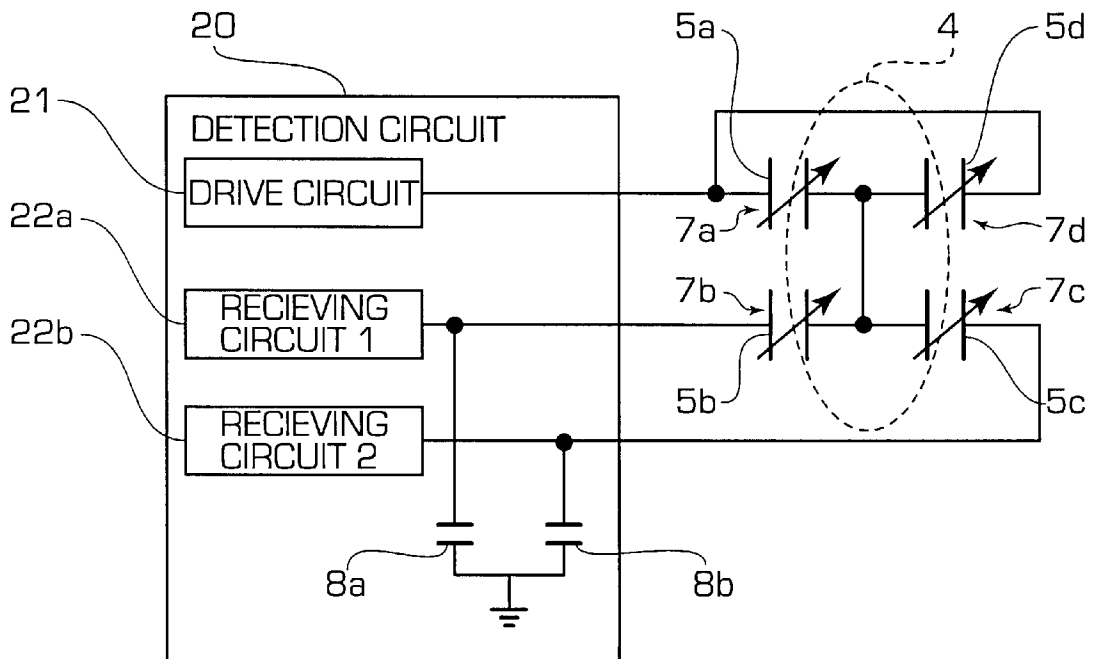 20
5a
4
5d
21
DETECTION CIRCUIT
DRIVE CIRCUIT
22a
7a
7d
RECIEVING
CIRCUIT 1
7b
7c
22b
5b
5c
RECIEVING
CIRCUIT 2
8a
8b